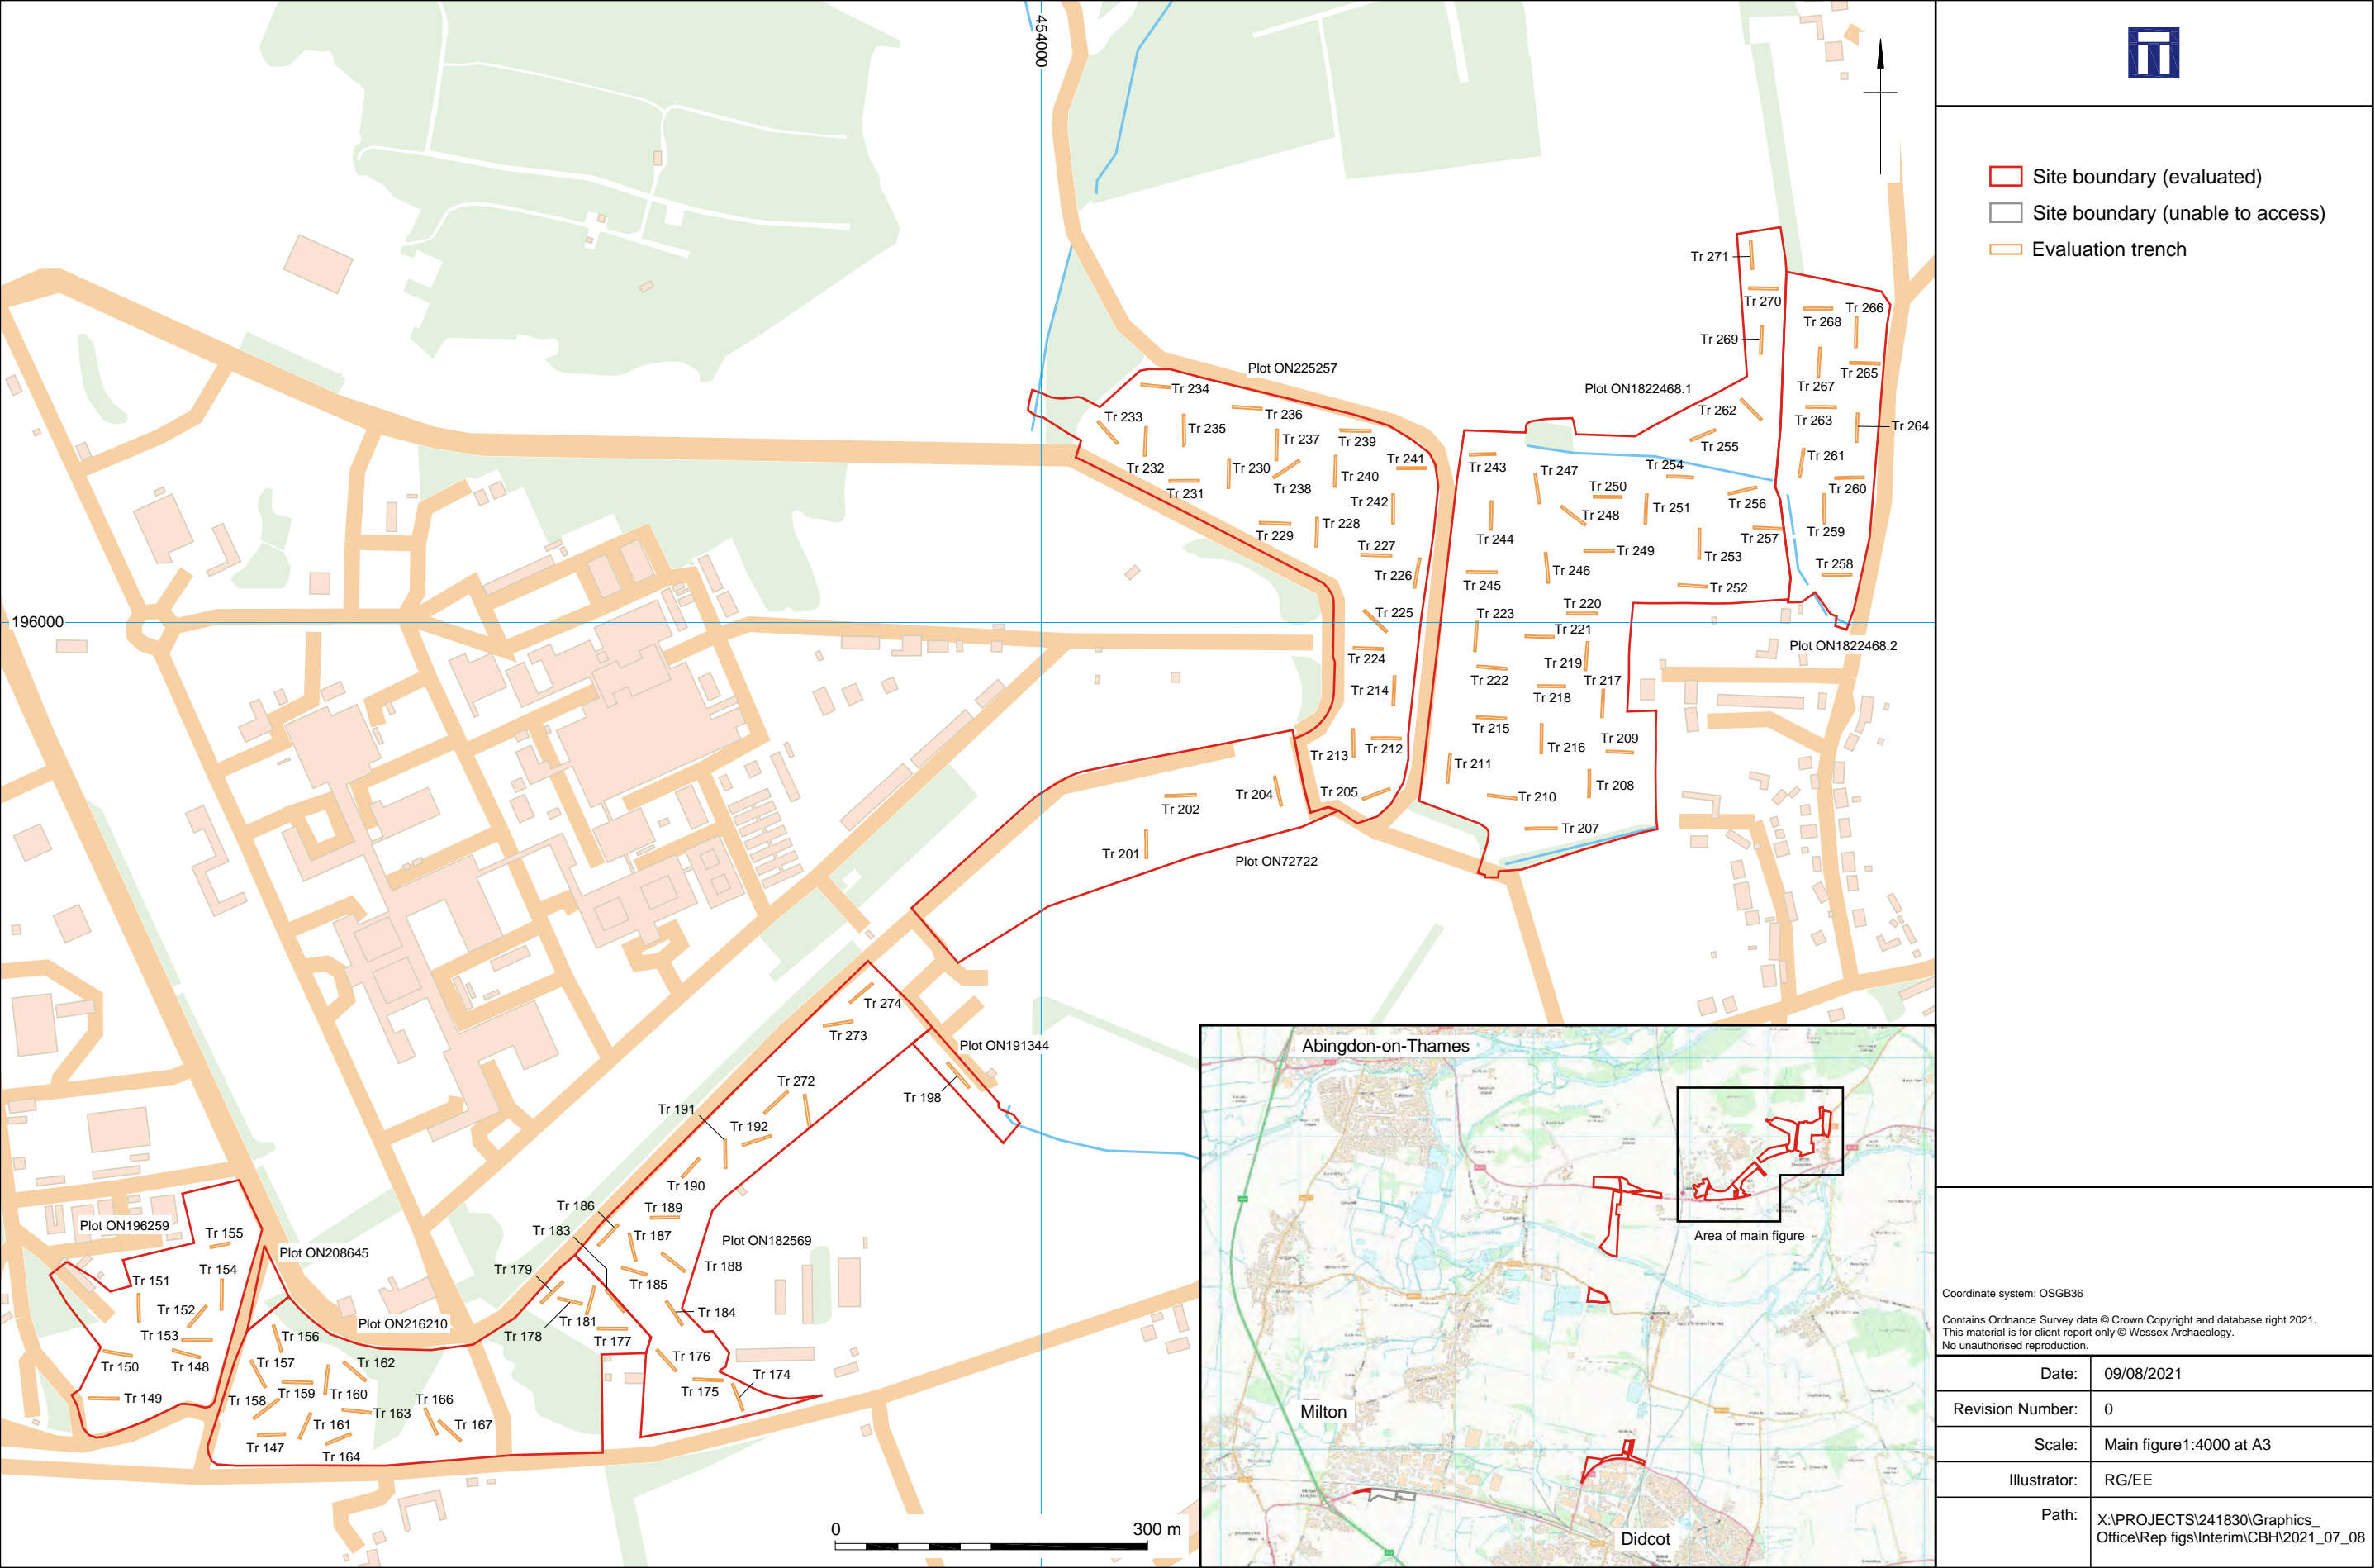 454000
196000
Tr 271
Tr 270
Tr 269
Tr 266
Tr 268
Tr 265
Tr 267
Tr 264
Tr 263
Tr 262
Tr 261
Tr 260
Tr 259
Tr 258
Plot ON1822468.2
Plot ON1822468.1
Tr 255
Tr 254
Tr 256
Tr 257
Tr 253
Tr 252
Tr 251
Tr 250
Tr 247
Tr 248
Tr 249
Tr 246
Tr 243
Tr 244
Tr 245
Tr 223
Tr 220
Tr 221
Tr 219
Tr 217
Tr 222
Tr 218
Tr 215
Tr 216
Tr 209
Tr 211
Tr 208
Tr 210
Tr 207
Plot ON225257
Tr 234
Tr 233
Tr 235
Tr 236
Tr 237
Tr 239
Tr 232
Tr 230
Tr 238
Tr 240
Tr 241
Tr 231
Tr 242
Tr 229
Tr 228
Tr 227
Tr 226
Tr 225
Tr 224
Tr 214
Tr 213
Tr 212
Tr 205
Tr 204
Tr 202
Tr 201
Plot ON72722
Tr 274
Tr 273
Plot ON191344
Tr 198
Tr 272
Tr 191
Tr 192
Tr 190
Tr 189
Tr 186
Tr 183
Tr 187
Plot ON182569
Tr 188
Tr 185
Tr 179
Tr 184
Tr 181
Tr 178
Tr 177
Tr 176
Tr 175
Tr 174
Plot ON196259
Tr 155
Plot ON208645
Tr 151
Tr 154
Tr 152
Tr 153
Tr 150
Tr 148
Tr 149
Plot ON216210
Tr 156
Tr 157
Tr 162
Tr 159
Tr 160
Tr 158
Tr 163
Tr 166
Tr 161
Tr 167
Tr 147
Tr 164
0
300 m
Abingdon-on-Thames
Area of main figure
Milton
Didcot
Site boundary (evaluated)
Site boundary (unable to access)
Evaluation trench
Coordinate system: OSGB36
Contains Ordnance Survey data © Crown Copyright and database right 2021.
This material is for client report only © Wessex Archaeology.
No unauthorised reproduction.
Date: 09/08/2021
Revision Number: 0
Scale: Main figure1:4000 at A3
Illustrator: RG/EE
Path: X:\PROJECTS\241830\Graphics_
Office\Rep figs\Interim\CBH\2021_07_08